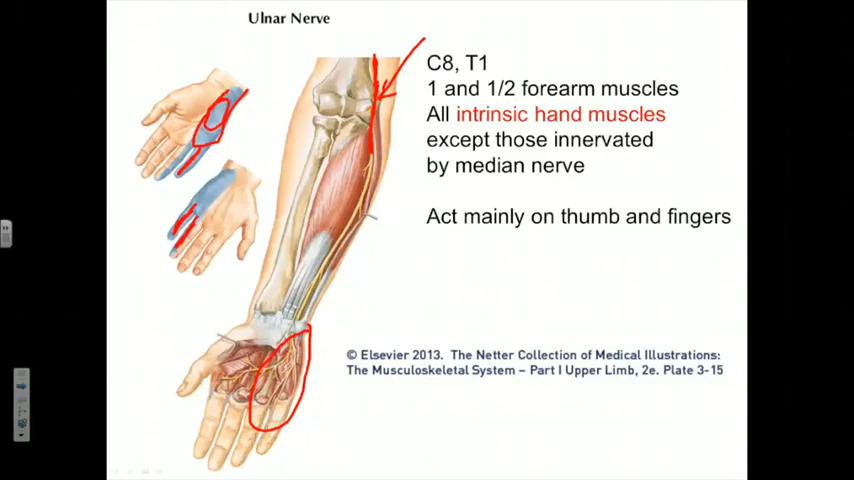 Ulnar Nerve
C8, T1
1 and 1/2 forearm muscles
All intrinsic hand muscles
except those innervated
by median nerve
Act mainly on thumb and fingers
© Elsevier 2013. The Netter Collection of Medical Illustrations:
The Musculoskeletal System – Part I Upper Limb, 2e. Plate 3-15